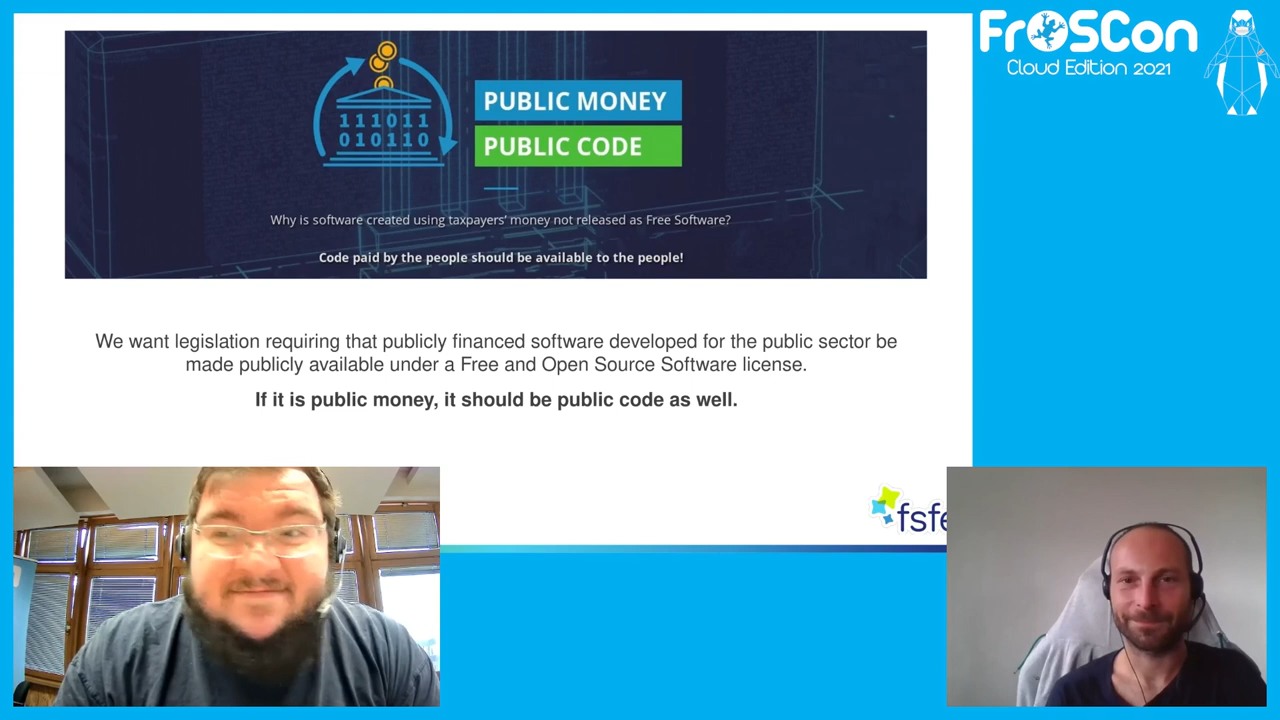 FrOSCon
Cloud Edition 2021
111011
010110
PUBLIC MONEY
PUBLIC CODE
Why is software created using taxpayers' money not released as Free Software?
Code paid by the people should be available to the people!
We want legislation requiring that publicly financed software developed for the public sector be
made publicly available under a Free and Open Source Software license.
If it is public money, it should be public code as well.
fsfe